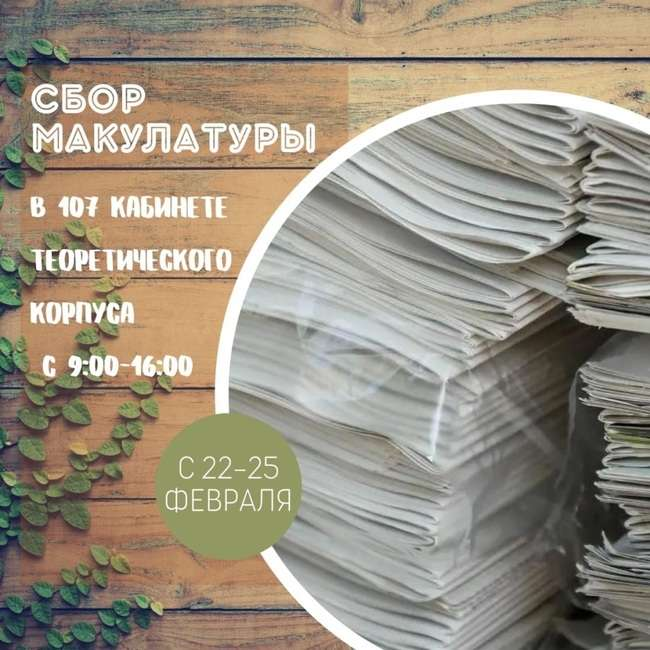 СБОР
МАКУЛАТУРЫ
В 107 КАБИНЕТЕ
ТЕОРЕТИЧЕСКОГО
КОРПУСА
С 9:00-16:00
С 22-25
ФЕВРАЛЯ